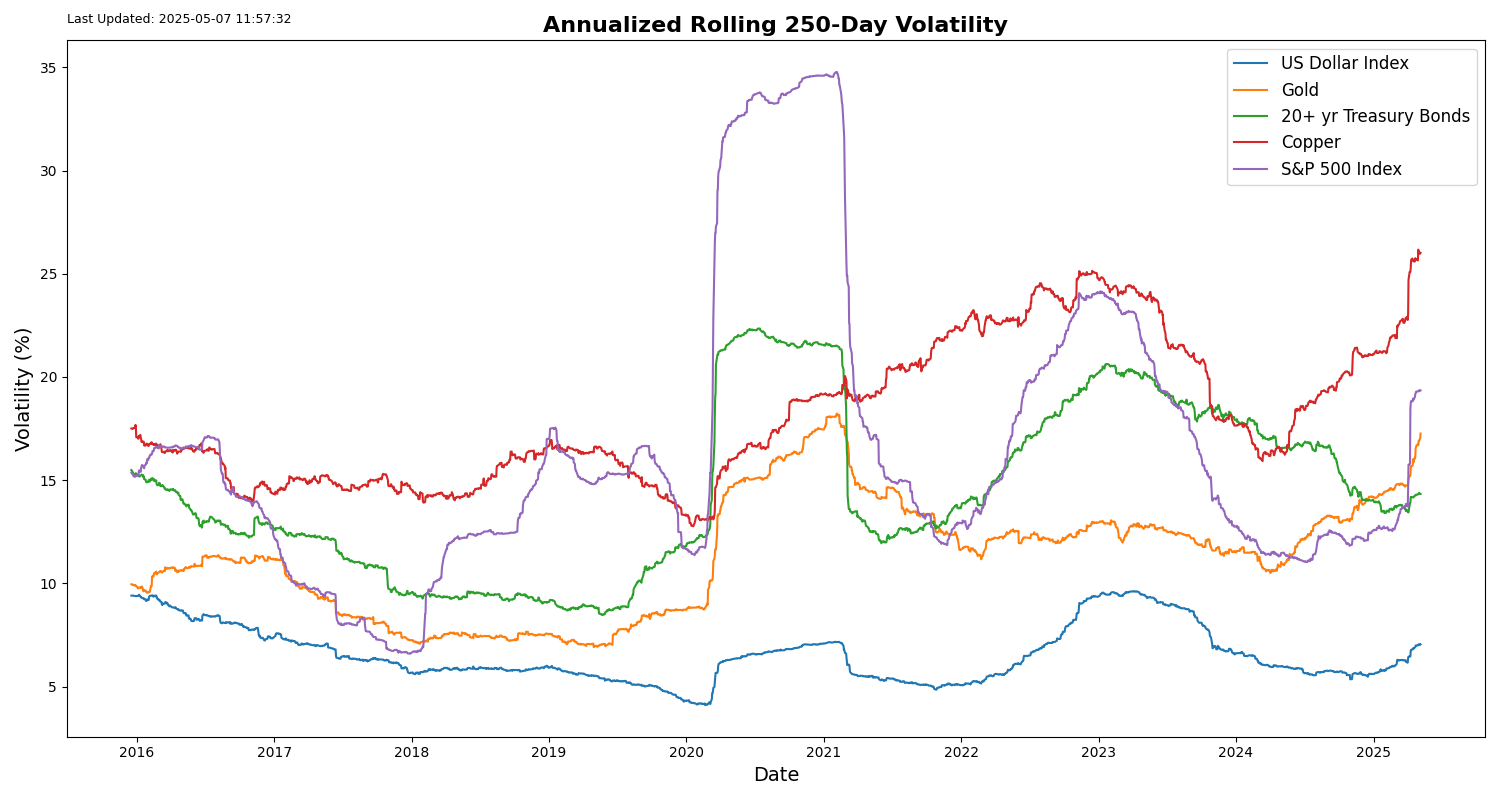 Last Updated: 2025-05-07 11:57:32
Annualized Rolling 250-Day Volatility
US Dollar Index
Gold
20+ yr Treasury Bonds
Copper
S&P 500 Index
Volatility (%)
35
30
25
20
15
10
5
2016 2017 2018 2019 2020 2021 2022 2023 2024 2025
Date